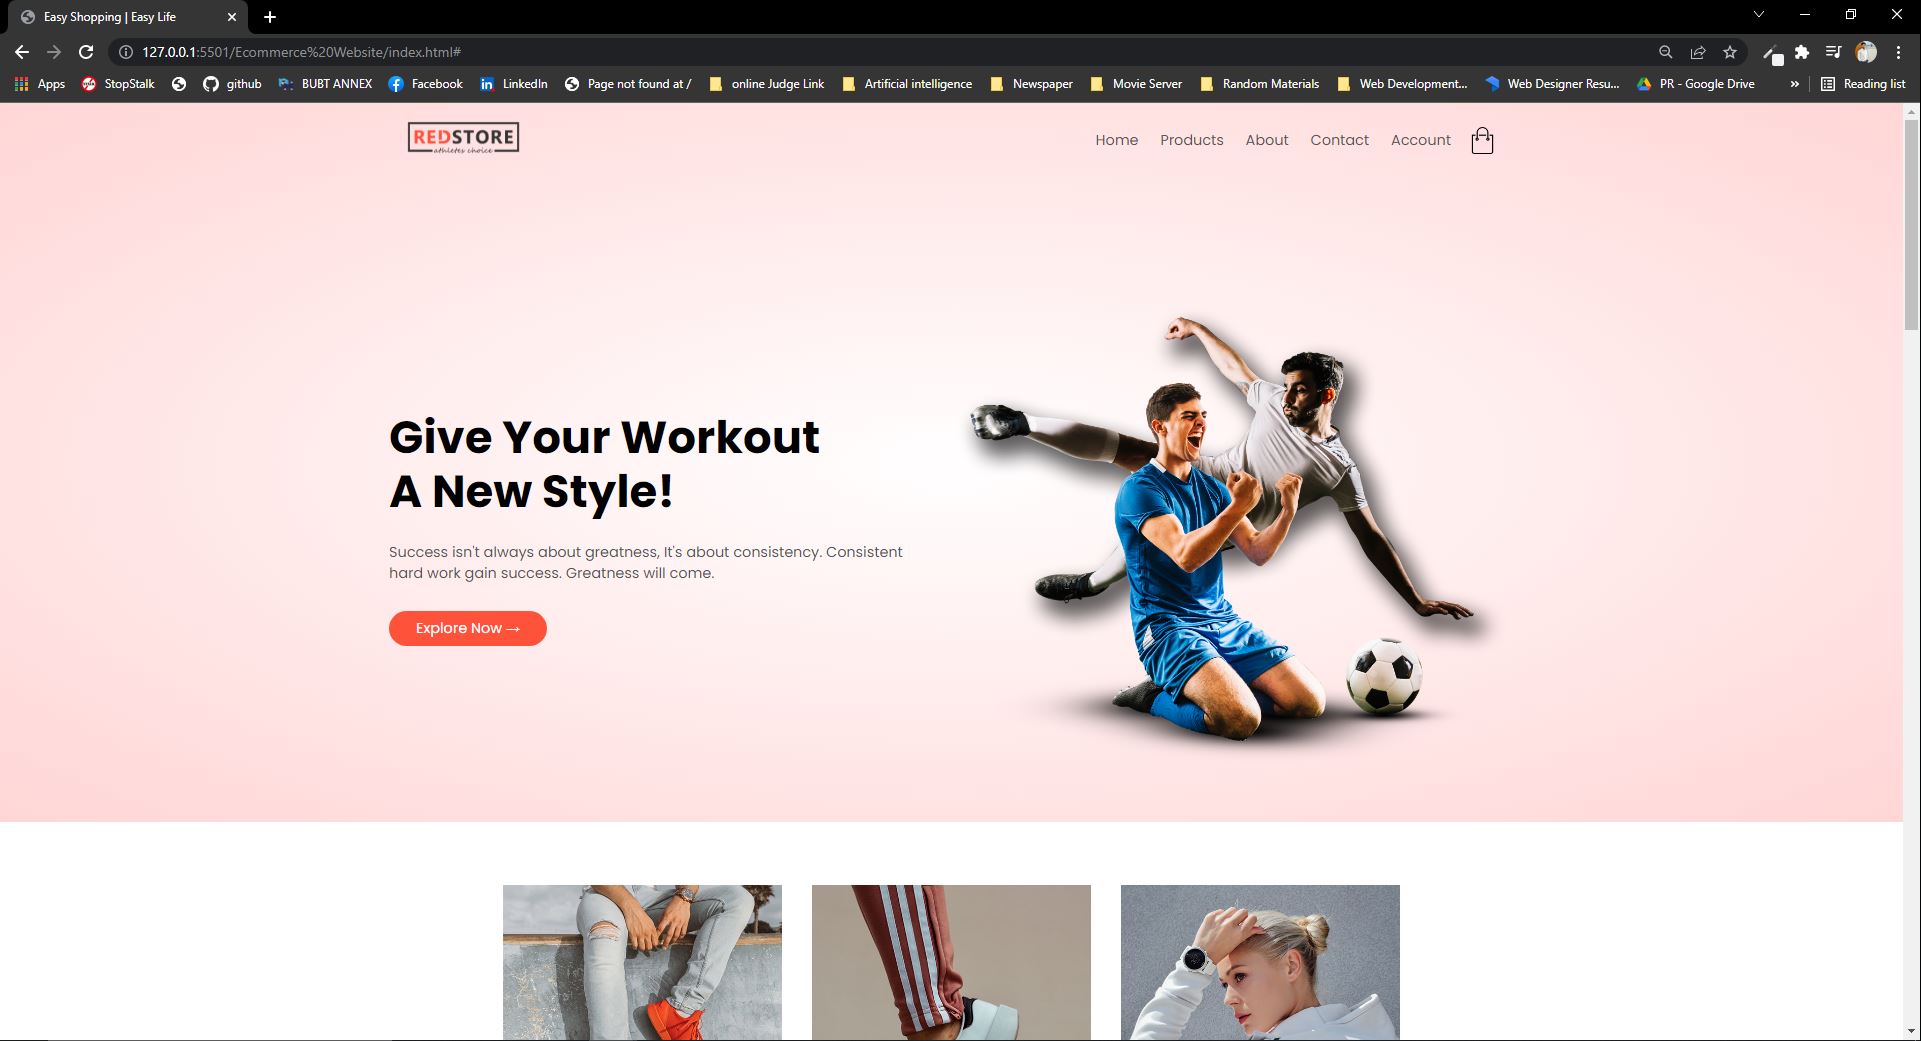 Easy Shopping | Easy Life
127.0.0.1:5501/Ecommerce%20Website/index.html#
Apps StopStalk github BUBT ANNEX Facebook LinkedIn Page not found at / online Judge Link Artificial intelligence Newspaper Movie Server Random Materials Web Development... Web Designer Resu... PR - Google Drive » Reading list
REDSTORE
athletes choice
Home Products About Contact Account
Give Your Workout
A New Style!
Success isn't always about greatness, It's about consistency. Consistent
hard work gain success. Greatness will come.
Explore Now →